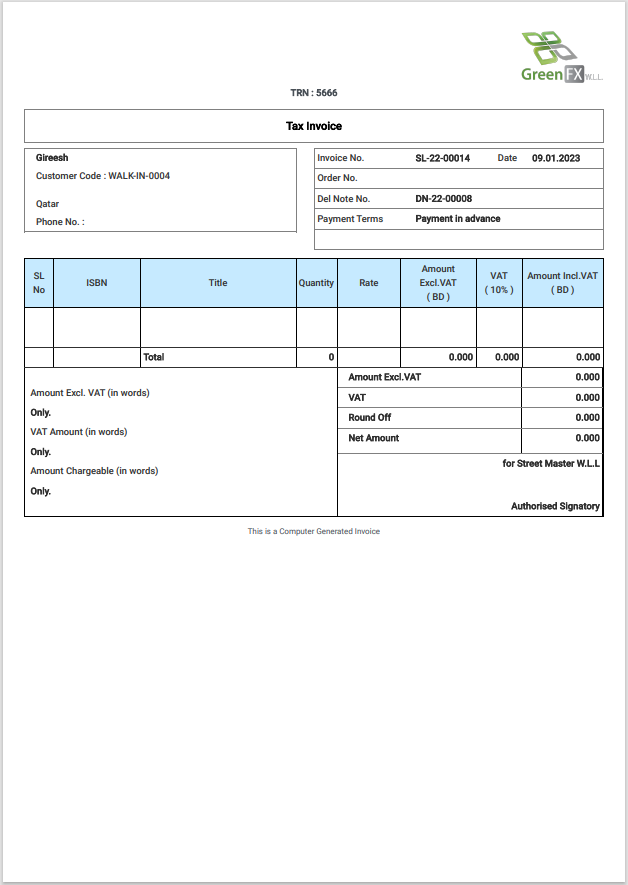 Green FX W.L.L.
TRN : 5666
Tax Invoice
Gireesh
Customer Code : WALK-IN-0004
Qatar
Phone No. :
Invoice No. SL-22-00014 Date 09.01.2023
Order No.
Del Note No. DN-22-00008
Payment Terms Payment in advance
SL No ISBN Title Quantity Rate Amount Excl.VAT ( BD ) VAT ( 10% ) Amount Incl.VAT ( BD )
Total 0 0.000 0.000 0.000
Amount Excl. VAT (in words)
Only.
VAT Amount (in words)
Only.
Amount Chargeable (in words)
Only.
Amount Excl.VAT 0.000
VAT 0.000
Round Off 0.000
Net Amount 0.000
for Street Master W.L.L
Authorised Signatory
This is a Computer Generated Invoice